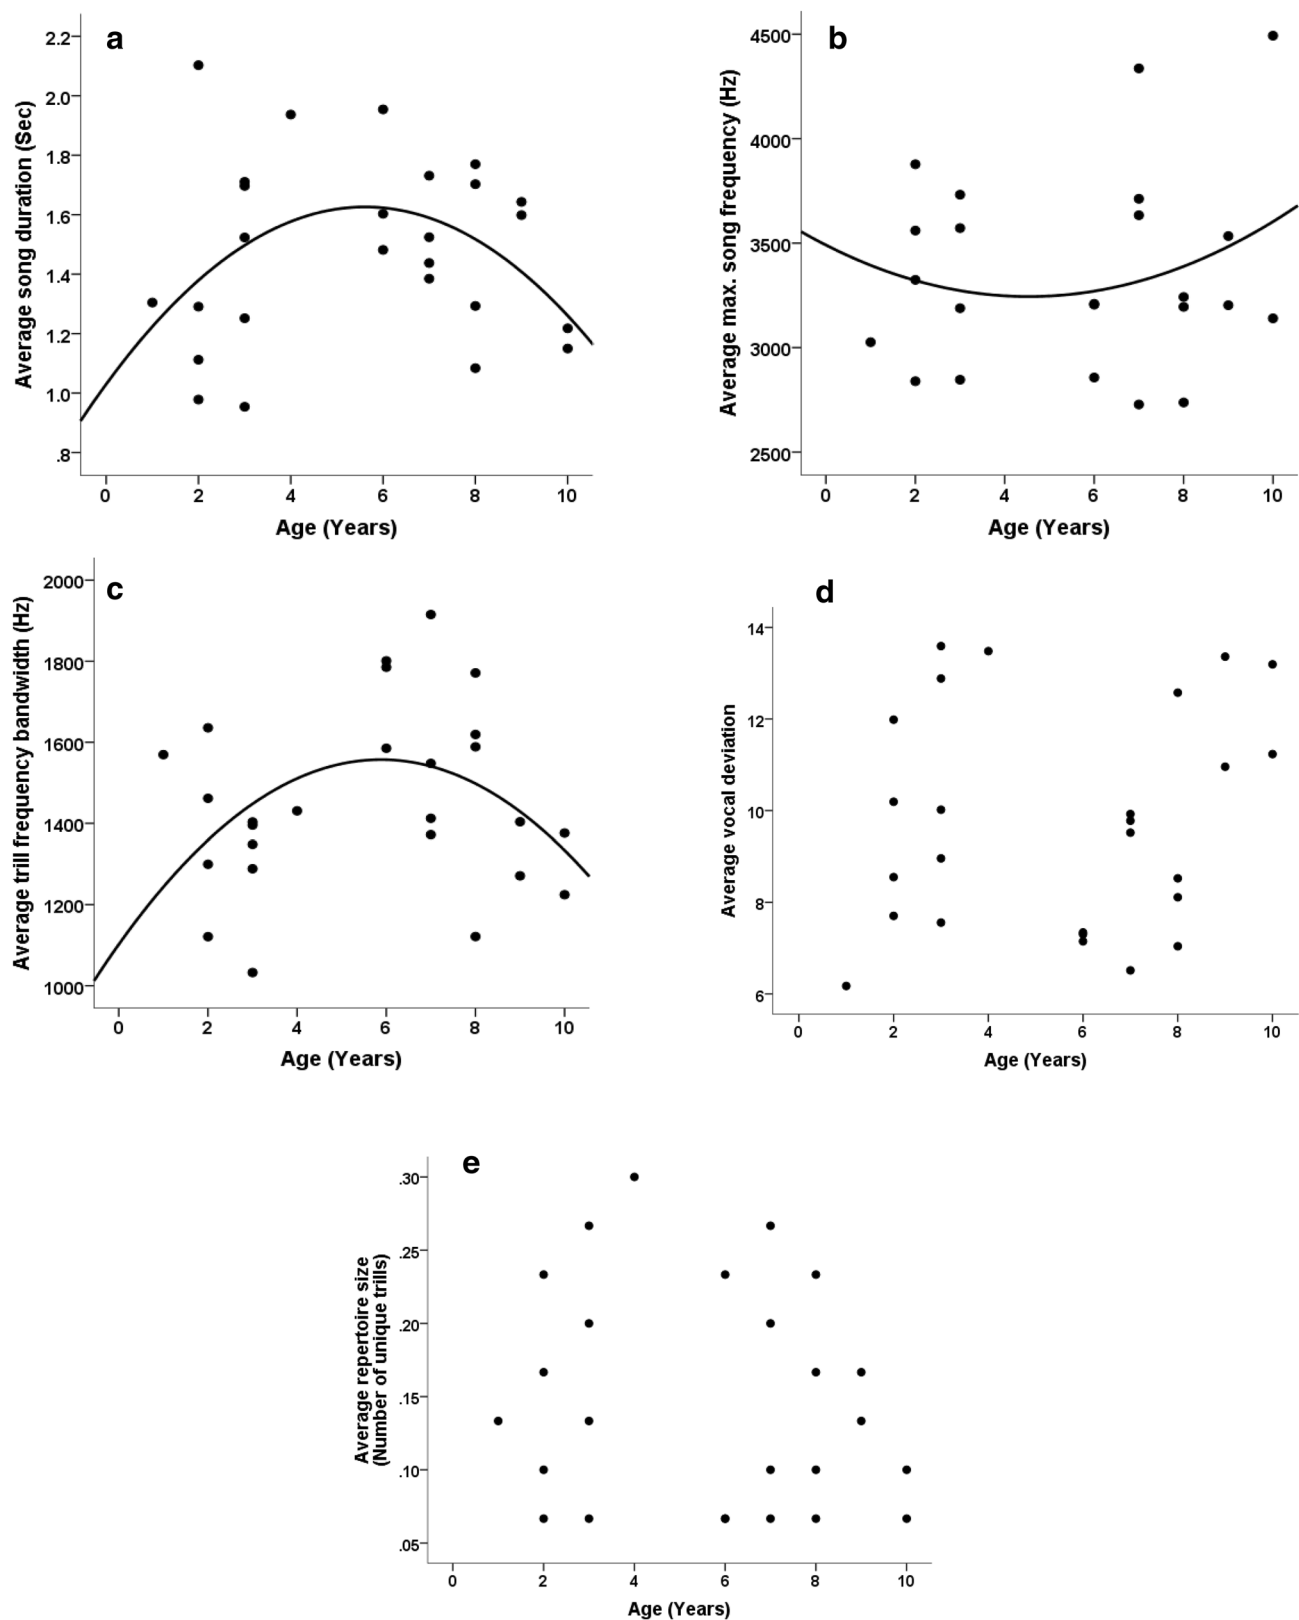 a
Average song duration (Sec)
2.2
2.0
1.8
1.6
1.4
1.2
1.0
.8
0 2 4 6 8 10
Age (Years)
b
Average max. song frequency (Hz)
4500
4000
3500
3000
2500
0 2 4 6 8 10
Age (Years)
c
Average trill frequency bandwidth (Hz)
2000
1800
1600
1400
1200
1000
0 2 4 6 8 10
Age (Years)
d
Average vocal deviation
14
12
10
8
6
0 2 4 6 8 10
Age (Years)
e
Average repertoire size
(Number of unique trills)
.30
.25
.20
.15
.10
.05
0 2 4 6 8 10
Age (Years)